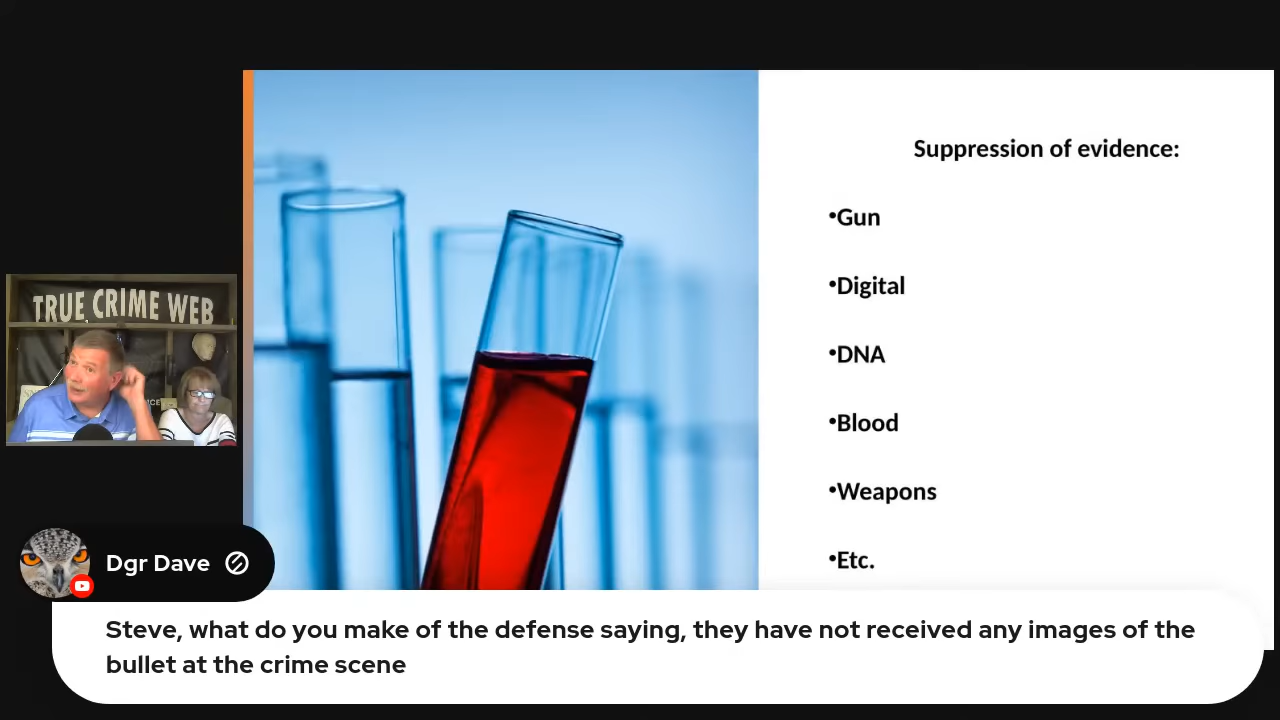 TRUE CRIME WEB
Suppression of evidence:
•Gun
•Digital
•DNA
•Blood
•Weapons
•Etc.
Dgr Dave
Steve, what do you make of the defense saying, they have not received any images of the
bullet at the crime scene